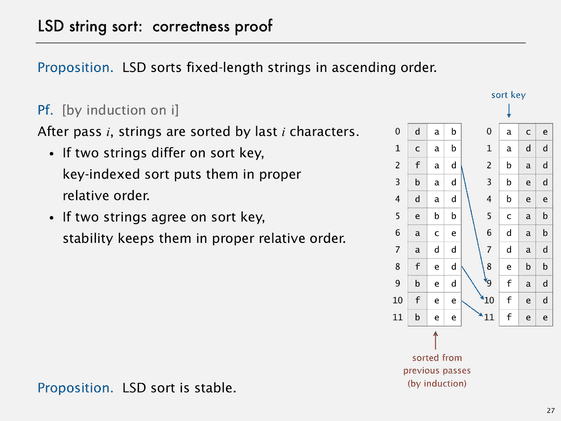 LSD string sort: correctness proof
Proposition. LSD sorts fixed-length strings in ascending order.
Pf. [by induction on i]
After pass i, strings are sorted by last i characters.
• If two strings differ on sort key,
key-indexed sort puts them in proper
relative order.
• If two strings agree on sort key,
stability keeps them in proper relative order.
Proposition. LSD sort is stable.
sort key
0 d a b 0 a c e
1 c a b 1 a d d
2 f a d 2 b a d
3 b a d 3 b e d
4 d a d 4 b e e
5 e b b 5 c a b
6 a c e 6 d a b
7 a d d 7 d a d
8 f e d 8 e b b
9 b e d 9 f a d
10 f e e 10 f e d
11 b e e 11 f e e
sorted from
previous passes
(by induction)
27